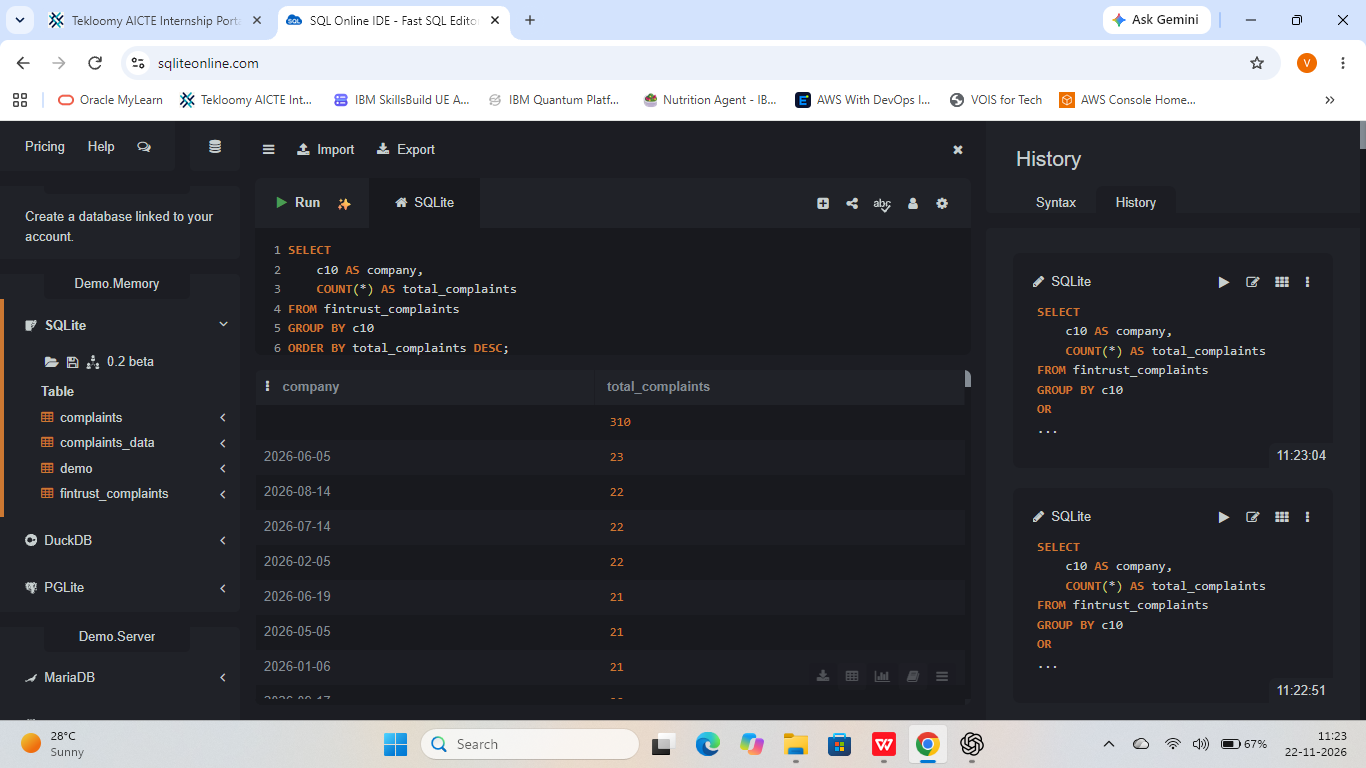 Tekloomy AICTE Internship Porta
SQL Online IDE - Fast SQL Editor
Ask Gemini
sqliteonline.com
V
Oracle MyLearn
Tekloomy AICTE Int...
IBM SkillsBuild UE A...
IBM Quantum Platf...
Nutrition Agent - IB...
AWS With DevOps I...
VOIS for Tech
AWS Console Home...
Pricing
Help
Import
Export
Create a database linked to your
account.
Demo.Memory
SQLite
0.2 beta
Table
complaints
complaints_data
demo
fintrust_complaints
DuckDB
PGLite
Demo.Server
MariaDB
Run
SQLite
abc
1 SELECT
2 c10 AS company,
3 COUNT(*) AS total_complaints
4 FROM fintrust_complaints
5 GROUP BY c10
6 ORDER BY total_complaints DESC;
company total_complaints
310
2026-06-05 23
2026-08-14 22
2026-07-14 22
2026-02-05 22
2026-06-19 21
2026-05-05 21
2026-01-06 21
History
Syntax
History
SQLite
SELECT
c10 AS company,
COUNT(*) AS total_complaints
FROM fintrust_complaints
GROUP BY c10
OR
...
11:23:04
SQLite
SELECT
c10 AS company,
COUNT(*) AS total_complaints
FROM fintrust_complaints
GROUP BY c10
OR
...
11:22:51
28°C
Sunny
Search
67%
11:23
22-11-2026